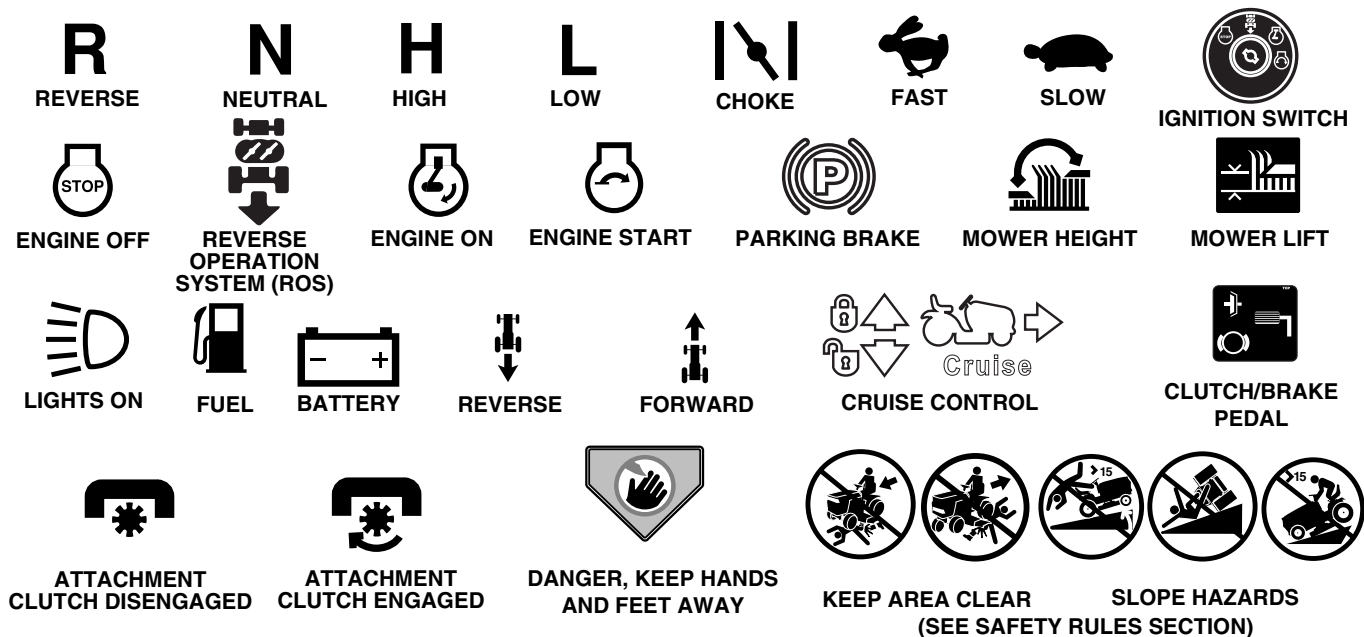 R
REVERSE
N
NEUTRAL
H
HIGH
L
LOW
CHOKE
FAST
SLOW
IGNITION SWITCH
STOP
ENGINE OFF
REVERSE
OPERATION
SYSTEM (ROS)
ENGINE ON
ENGINE START
P
PARKING BRAKE
MOWER HEIGHT
MOWER LIFT
LIGHTS ON
FUEL
- +
BATTERY
REVERSE
FORWARD
Cruise
CRUISE CONTROL
TOP
CLUTCH/BRAKE
PEDAL
ATTACHMENT
CLUTCH DISENGAGED
ATTACHMENT
CLUTCH ENGAGED
DANGER, KEEP HANDS
AND FEET AWAY
KEEP AREA CLEAR
>15
>15
SLOPE HAZARDS
(SEE SAFETY RULES SECTION)